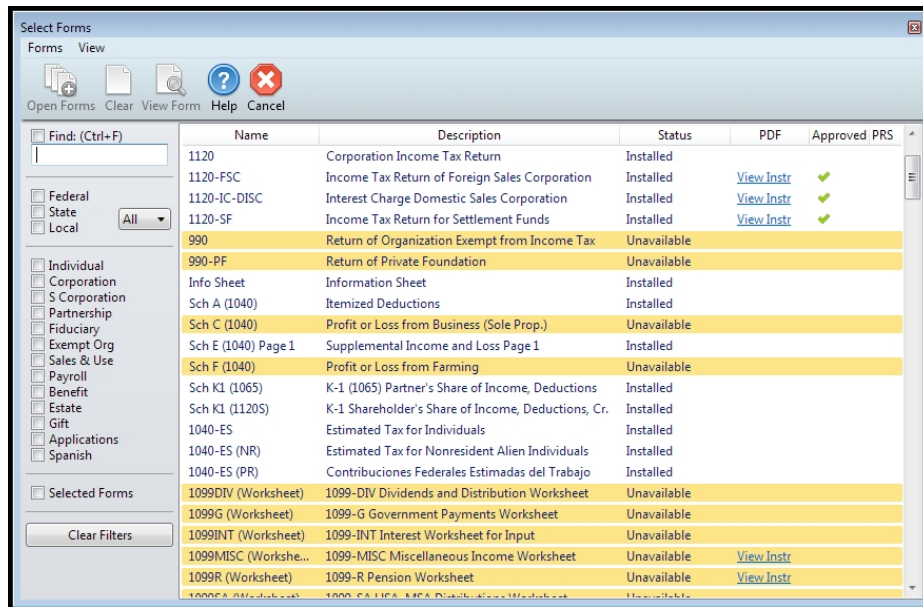 Select Forms
Forms View
Open Forms Clear View Form Help Cancel
Find: (Ctrl+F)
Federal
State
Local
All
Individual
Corporation
S Corporation
Partnership
Fiduciary
Exempt Org
Sales & Use
Payroll
Benefit
Estate
Gift
Applications
Spanish
Selected Forms
Clear Filters
Name Description Status PDF Approved PRS
1120 Corporation Income Tax Return Installed
1120-FSC Income Tax Return of Foreign Sales Corporation Installed View Instr
1120-IC-DISC Interest Charge Domestic Sales Corporation Installed View Instr
1120-SF Income Tax Return for Settlement Funds Installed View Instr
990 Return of Organization Exempt from Income Tax Unavailable
990-PF Return of Private Foundation Unavailable
Info Sheet Information Sheet Installed
Sch A (1040) Itemized Deductions Installed
Sch C (1040) Profit or Loss from Business (Sole Prop.) Unavailable
Sch E (1040) Page 1 Supplemental Income and Loss Page 1 Installed
Sch F (1040) Profit or Loss from Farming Unavailable
Sch K1 (1065) K-1 (1065) Partner's Share of Income, Deductions Installed
Sch K1 (1120S) K-1 Shareholder's Share of Income, Deductions, Cr. Installed
1040-ES Estimated Tax for Individuals Installed
1040-ES (NR) Estimated Tax for Nonresident Alien Individuals Installed
1040-ES (PR) Contribuciones Federales Estimadas del Trabajo Installed
1099DIV (Worksheet) 1099-DIV Dividends and Distribution Worksheet Unavailable
1099G (Worksheet) 1099-G Government Payments Worksheet Unavailable
1099INT (Worksheet) 1099-INT Interest Worksheet for Input Unavailable
1099MISC (Workshe... 1099-MISC Miscellaneous Income Worksheet Unavailable View Instr
1099R (Worksheet) 1099-R Pension Worksheet Unavailable View Instr